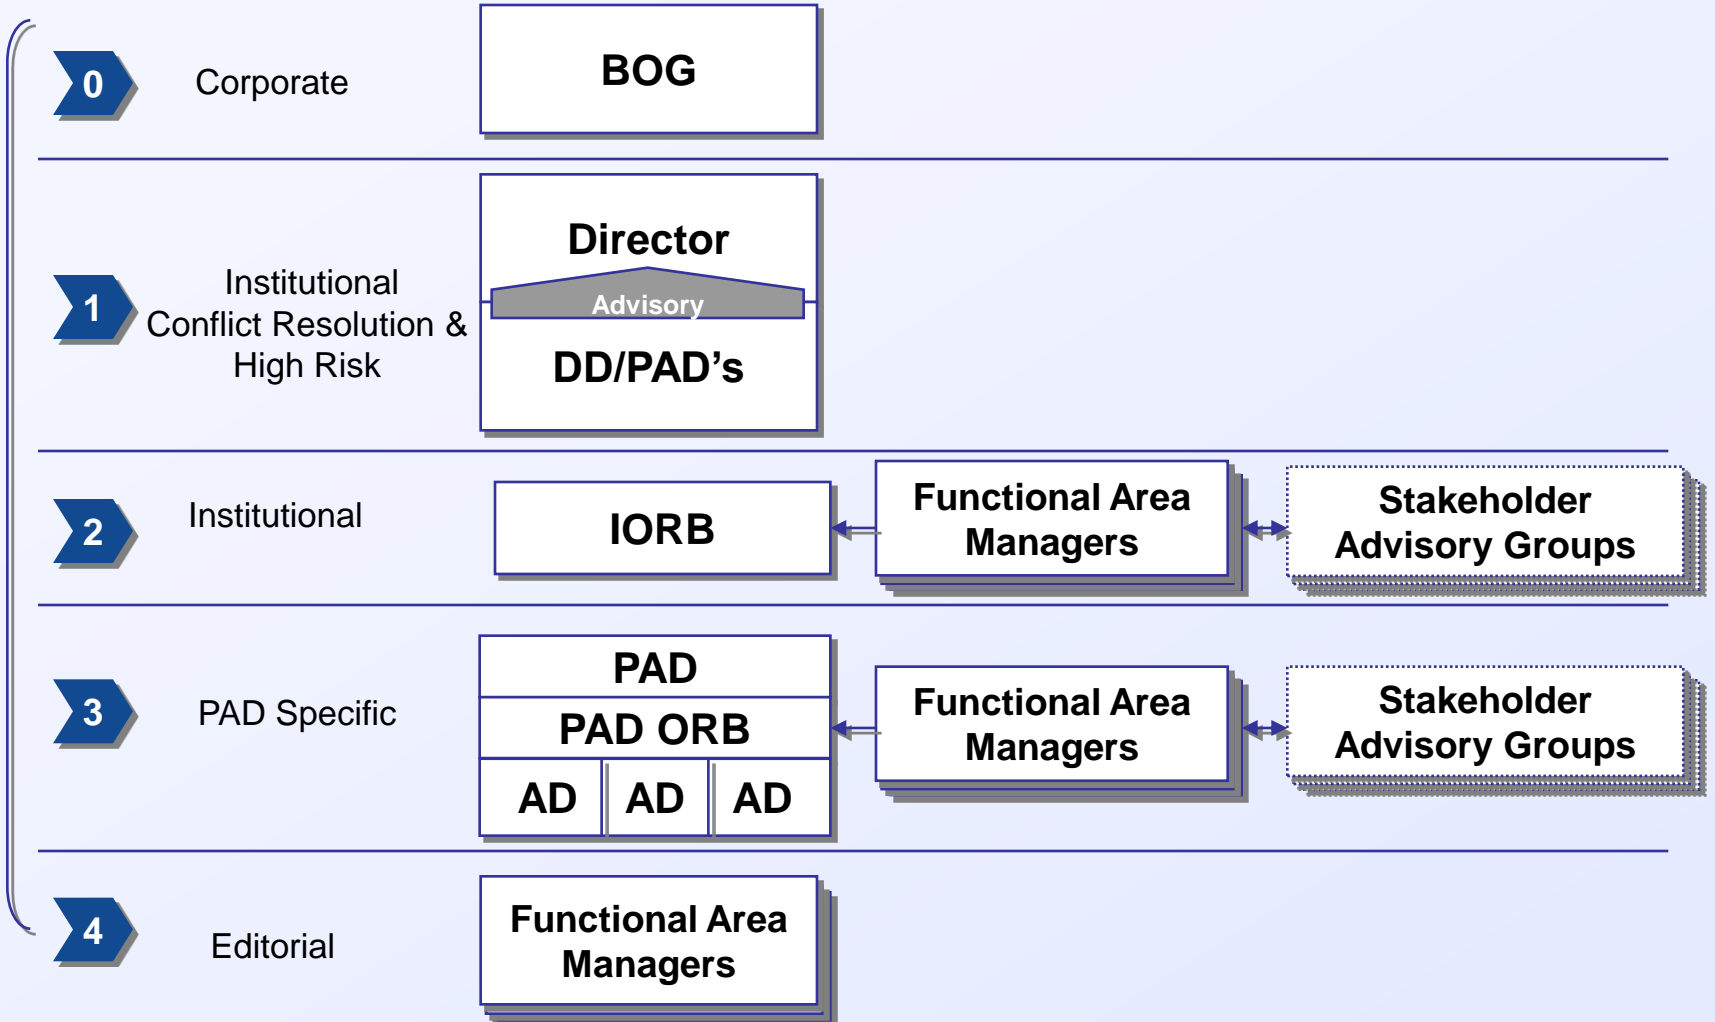 0
Corporate
BOG
1
Institutional
Conflict Resolution &
High Risk
Director
Advisory
DD/PAD’s
2
Institutional
IORB
Functional Area
Managers
Stakeholder
Advisory Groups
3
PAD Specific
PAD
PAD ORB
AD AD AD
Functional Area
Managers
Stakeholder
Advisory Groups
4
Editorial
Functional Area
Managers